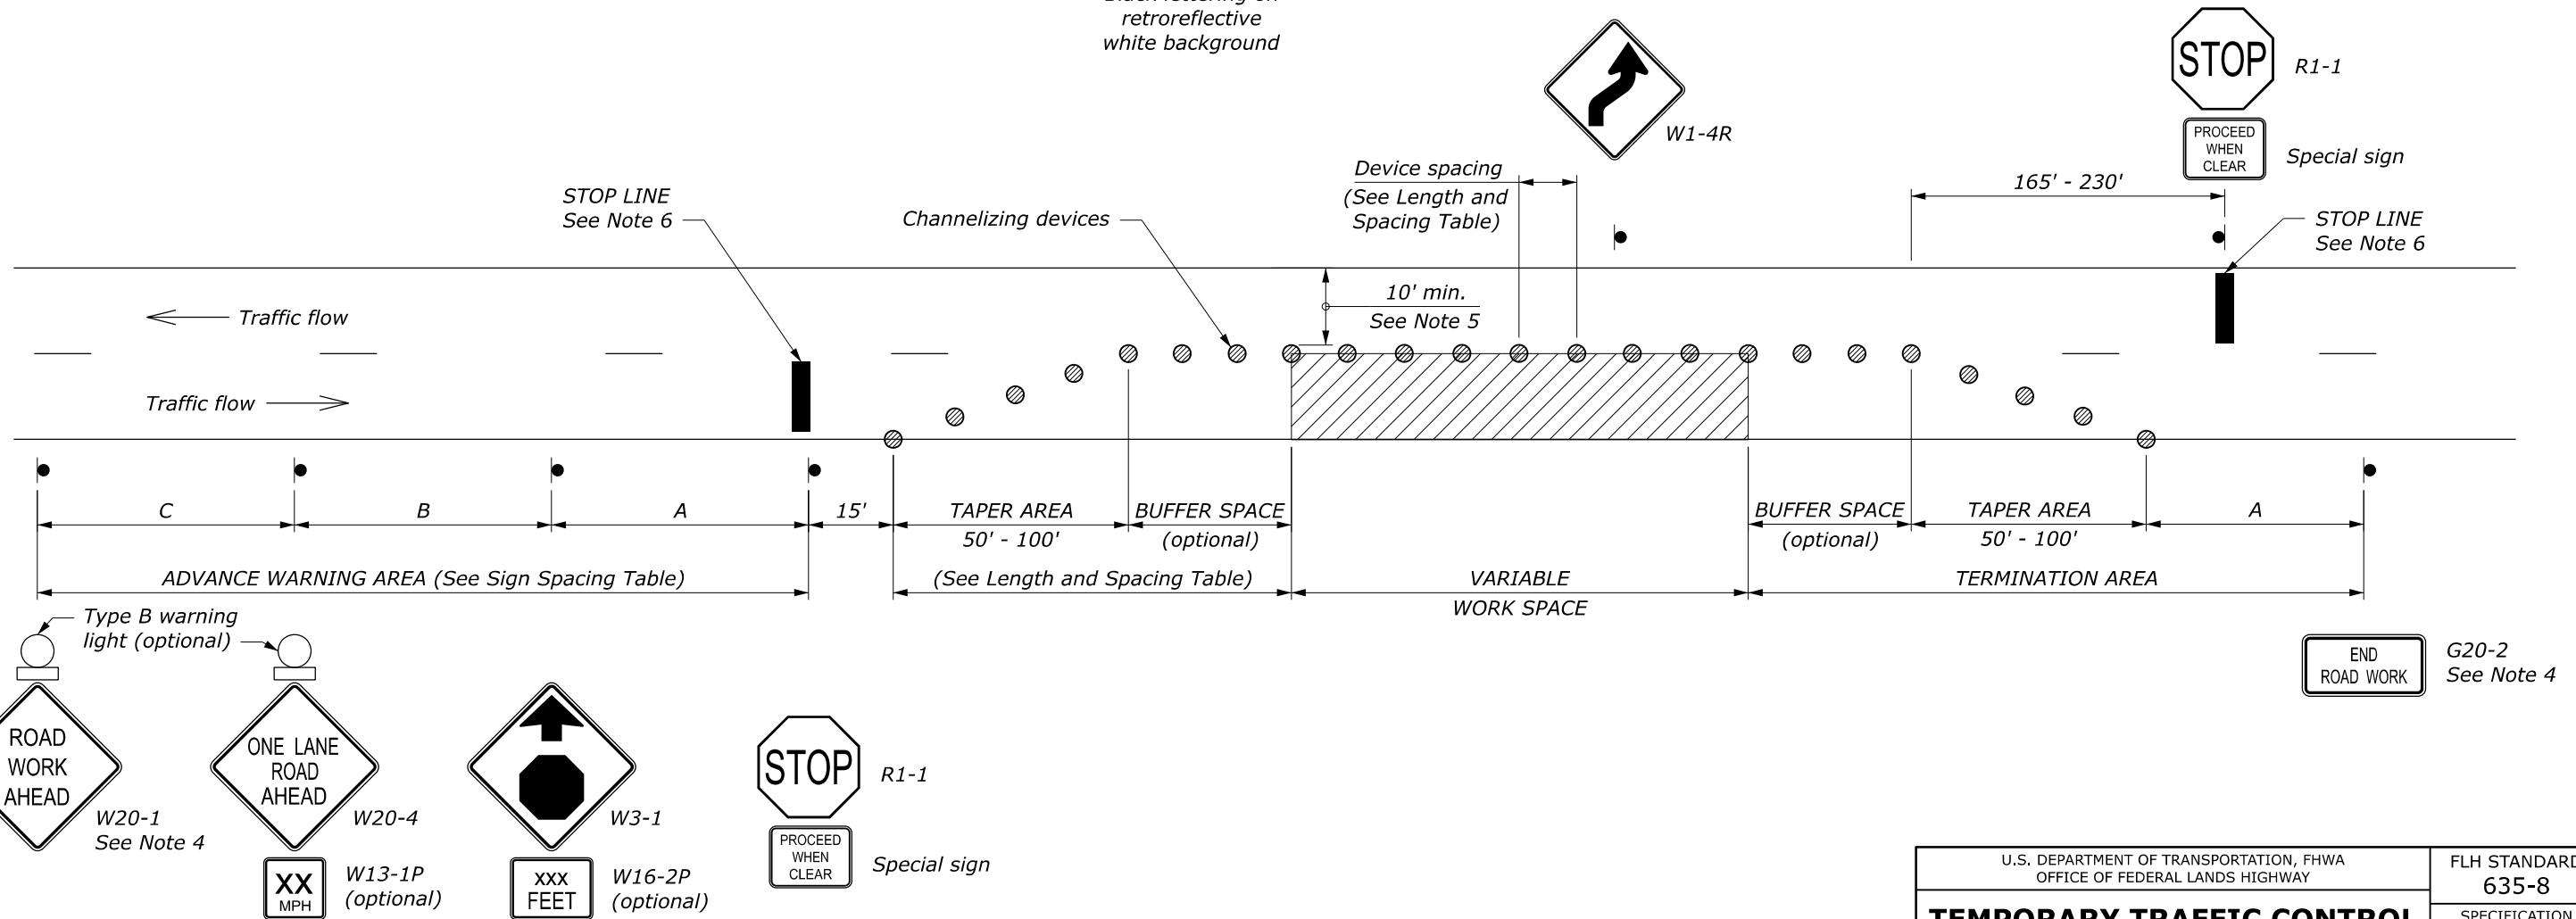 retroreflective
white background
STOP
R1-1
PROCEED
WHEN
CLEAR
Special sign
W1-4R
Device spacing
(See Length and
Spacing Table)
165' - 230'
STOP LINE
See Note 6
Channelizing devices
STOP LINE
See Note 6
10' min.
See Note 5
Traffic flow
Traffic flow
C
B
A
15'
TAPER AREA
50' - 100'
BUFFER SPACE
(optional)
BUFFER SPACE
(optional)
TAPER AREA
50' - 100'
A
ADVANCE WARNING AREA (See Sign Spacing Table)
(See Length and Spacing Table)
VARIABLE
WORK SPACE
TERMINATION AREA
Type B warning
light (optional)
ROAD
WORK
AHEAD
W20-1
See Note 4
ONE LANE
ROAD
AHEAD
W20-4
XX
MPH
W13-1P
(optional)
W3-1
XXX
FEET
W16-2P
(optional)
STOP
R1-1
PROCEED
WHEN
CLEAR
Special sign
END
ROAD WORK
G20-2
See Note 4
U.S. DEPARTMENT OF TRANSPORTATION, FHWA
OFFICE OF FEDERAL LANDS HIGHWAY
FLH STANDARD
635-8
TEMPORARY TRAFFIC CONTROL
SPECIFICATION